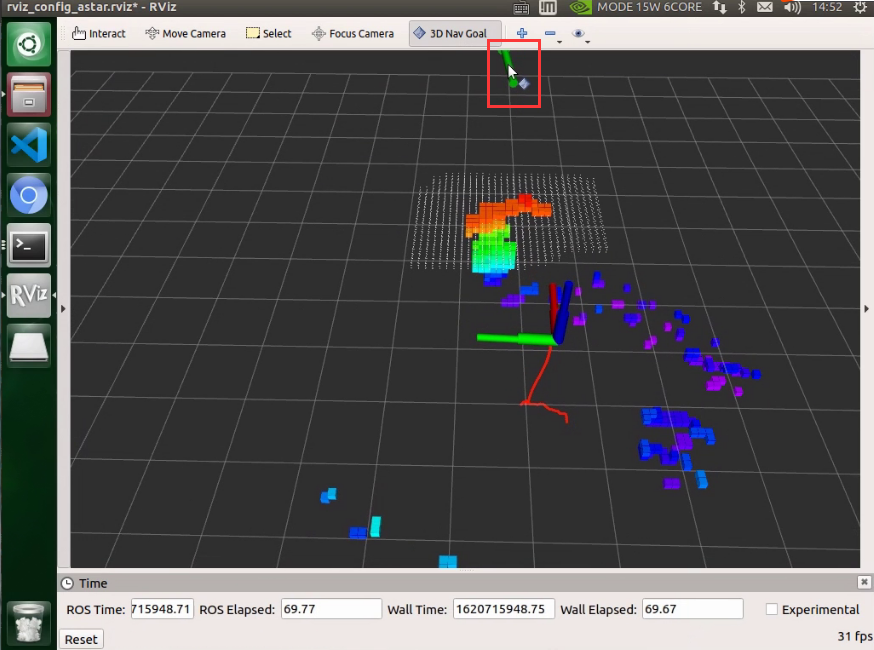 rviz_config_astar.rviz* - RViz
MODE 15W 6CORE 14:52
Interact Move Camera Select Focus Camera 3D Nav Goal
>_
RViz
Time
ROS Time: 715948.71 ROS Elapsed: 69.77 Wall Time: 1620715948.75 Wall Elapsed: 69.67 Experimental
Reset 31 fps